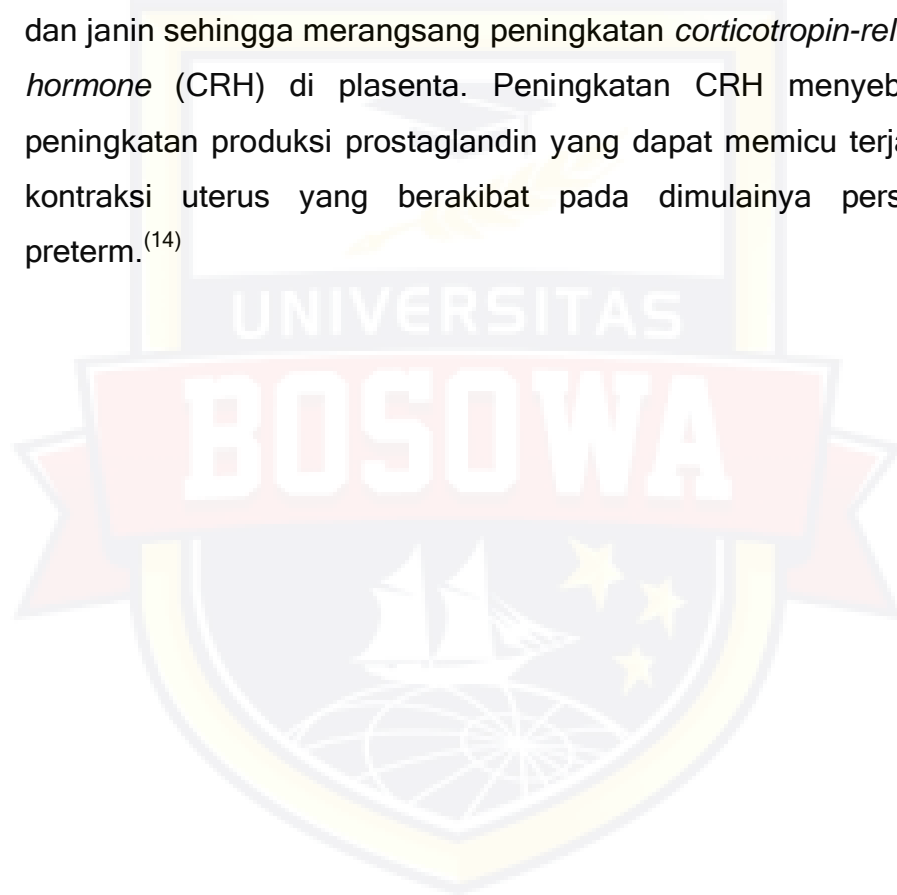 dan janin sehingga merangsang peningkatan corticotropin-rel
hormone (CRH) di plasenta. Peningkatan CRH menyeb
peningkatan produksi prostaglandin yang dapat memicu terja
kontraksi uterus yang berakibat pada dimulainya pers
preterm.(14)
UNIVERSITAS
BOSOWA